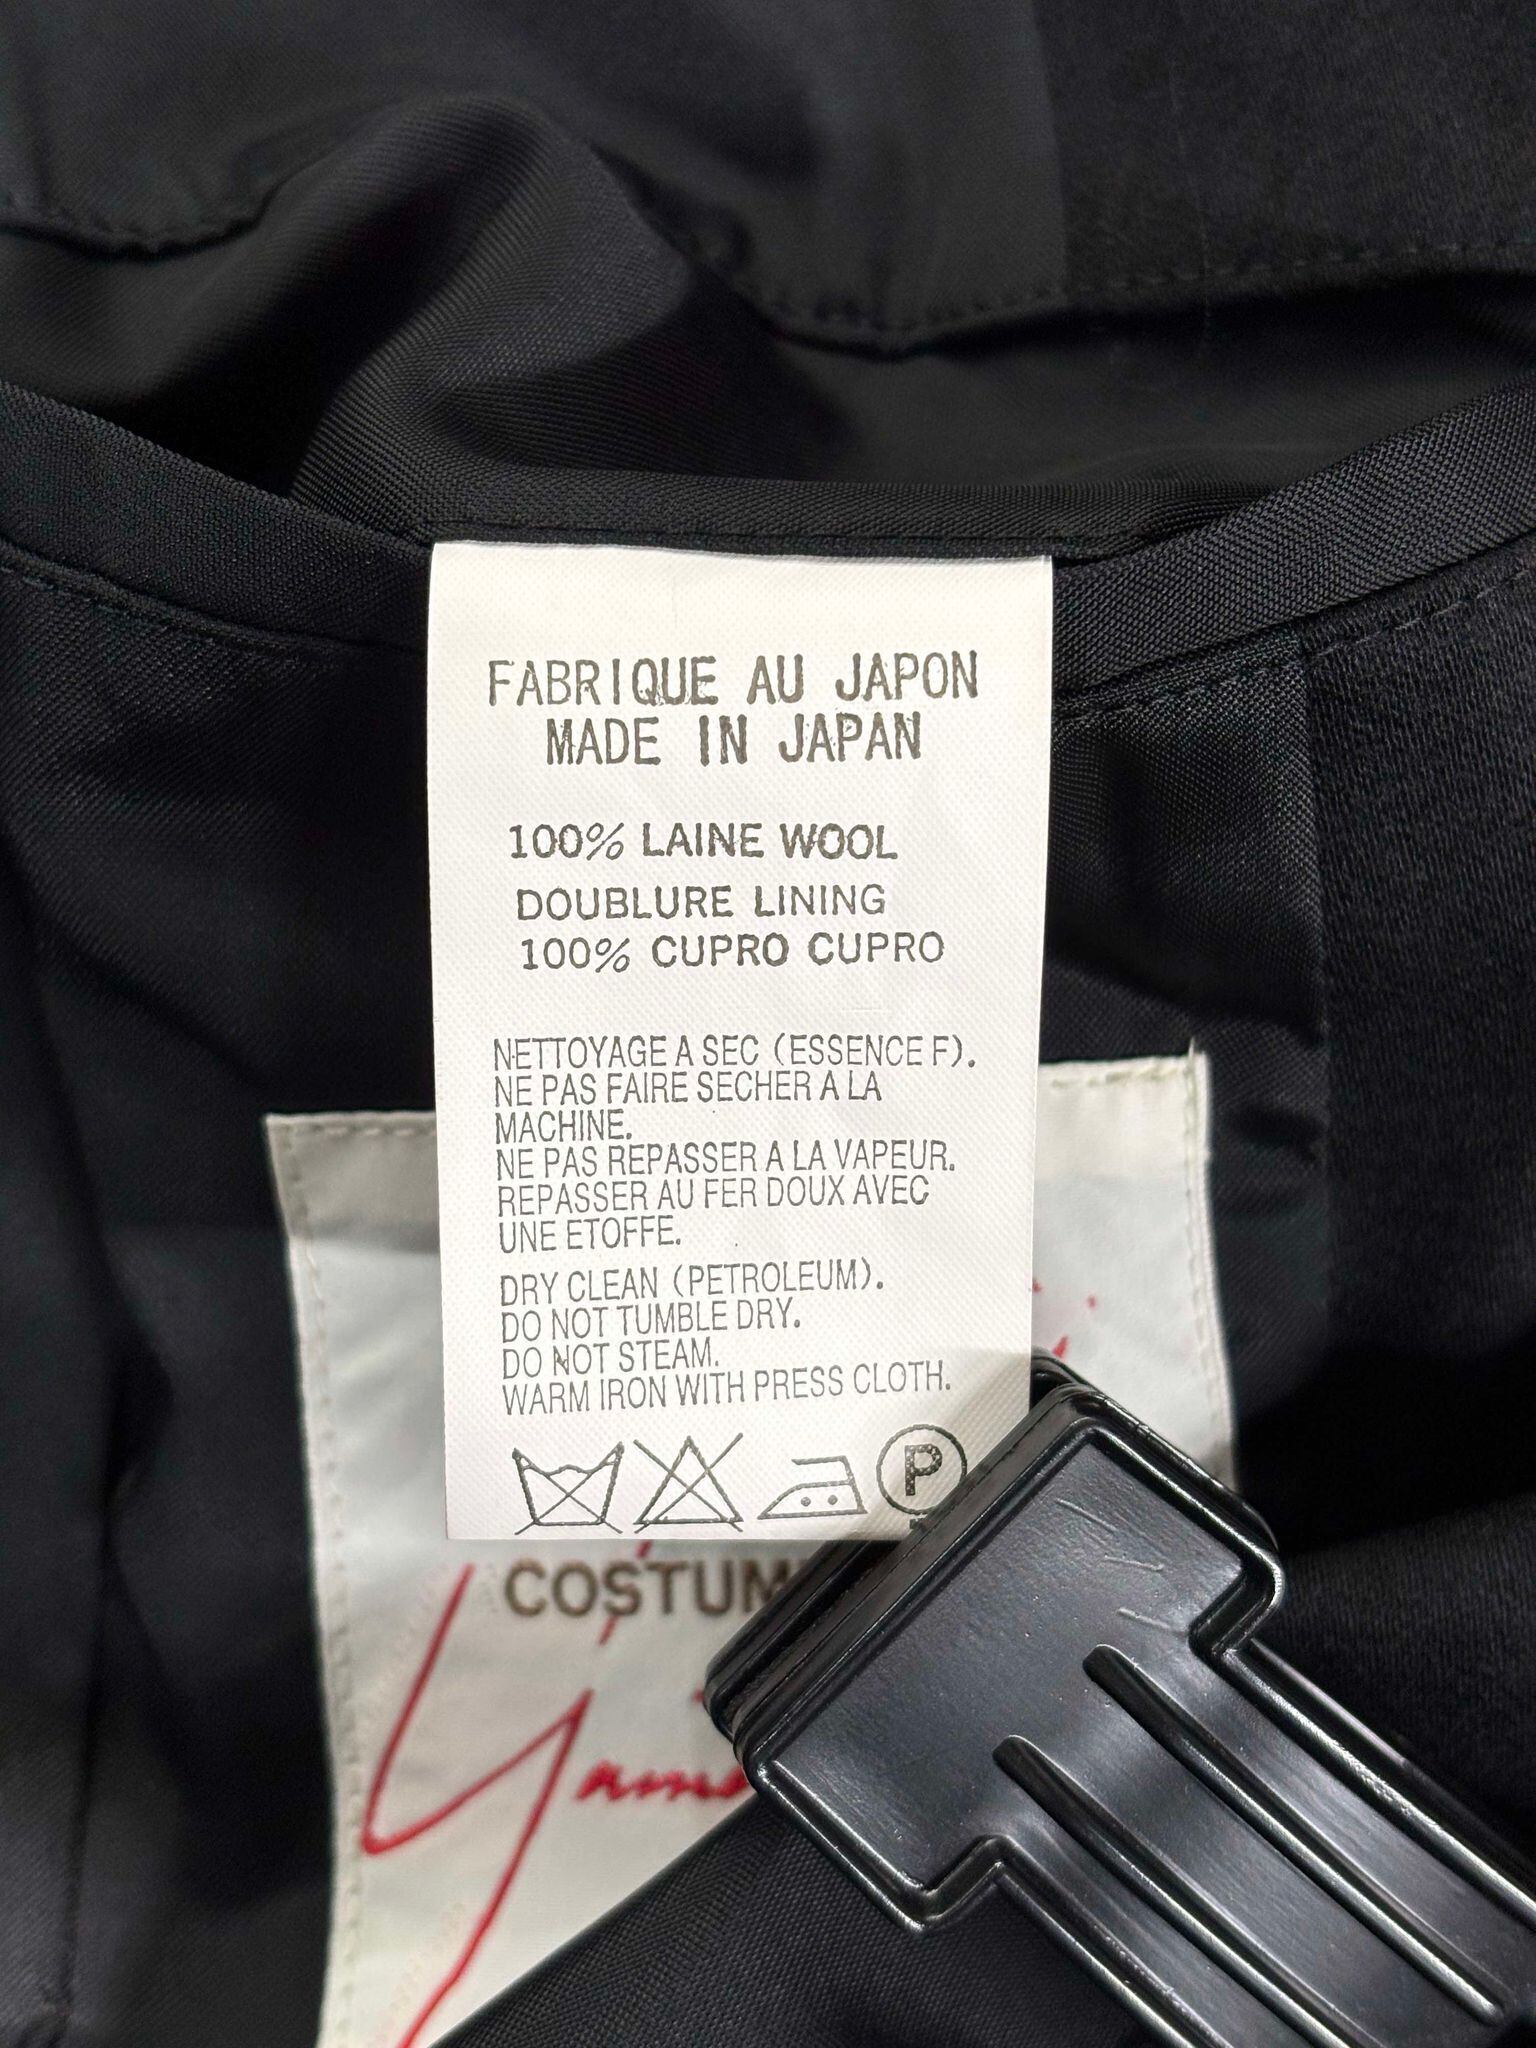 FABRIQUE AU JAPON
MADE IN JAPAN
100% LAINE WOOL
DOUBLURE LINING
100% CUPRO CUPRO
NETTOYAGE A SEC (ESSENCE F).
NE PAS FAIRE SECHER A LA
MACHINE.
NE PAS REPASSER A LA VAPEUR.
REPASSER AU FER DOUX AVEC
UNE ETOFFE.
DRY CLEAN (PETROLEUM).
DO NOT TUMBLE DRY.
DO NOT STEAM.
WARM IRON WITH PRESS CLOTH.
P
COSTUM